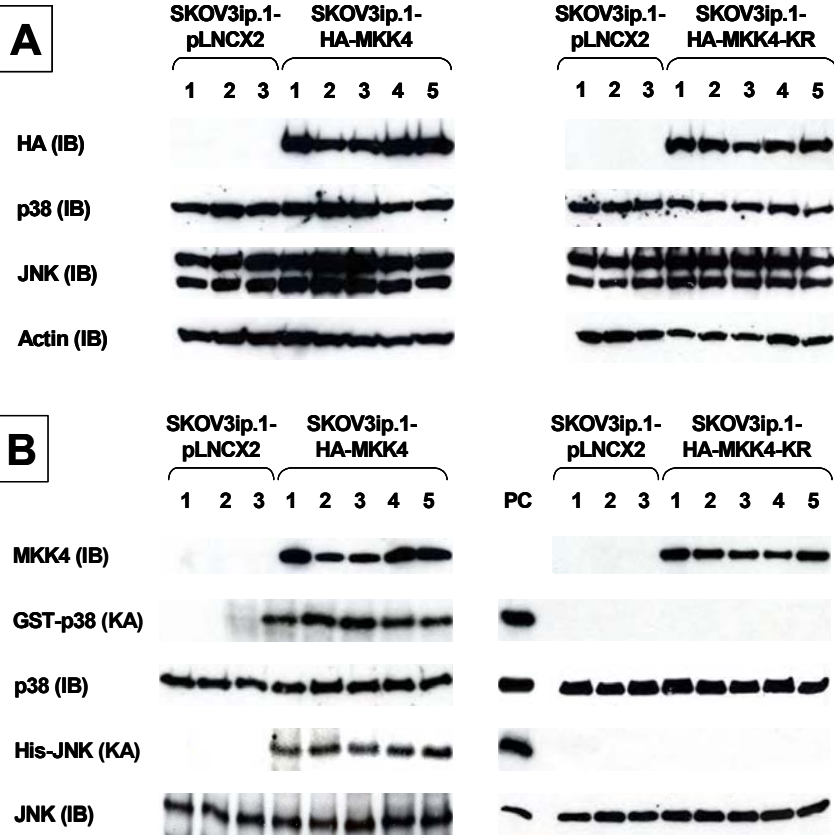 A
SKOV3ip.1-
pLNCX2
SKOV3ip.1-
HA-MKK4
SKOV3ip.1-
pLNCX2
SKOV3ip.1-
HA-MKK4-KR
1 2 3 1 2 3 4 5 1 2 3 1 2 3 4 5
HA (IB)
p38 (IB)
JNK (IB)
Actin (IB)
B
SKOV3ip.1-
pLNCX2
SKOV3ip.1-
HA-MKK4
SKOV3ip.1-
pLNCX2
SKOV3ip.1-
HA-MKK4-KR
1 2 3 1 2 3 4 5 PC 1 2 3 1 2 3 4 5
MKK4 (IB)
GST-p38 (KA)
p38 (IB)
His-JNK (KA)
JNK (IB)